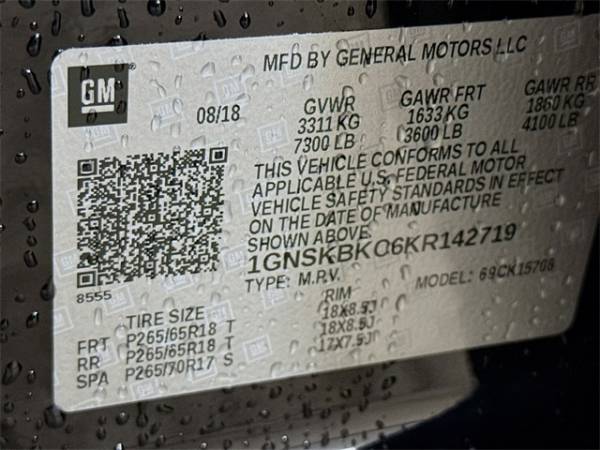 GM
MFD BY GENERAL MOTORS LLC
08/18
GVWR GAWR FRT GAWR RR
3311 KG 1633 KG 1860 KG
7300 LB 3600 LB 4100 LB
THIS VEHICLE CONFORMS TO ALL
APPLICABLE U.S. FEDERAL MOTOR
VEHICLE SAFETY STANDARDS IN EFFECT
ON THE DATE OF MANUFACTURE
SHOWN ABOVE.
1GNSKBKC6KR142719
8555
TYPE: M.P.V. MODEL:
TIRE SIZE RIM
FRT P265/65R18 T 18X8.5J
RR P265/65R18 T 18X8.5J
SPA P265/70R17 S 17X7.5J